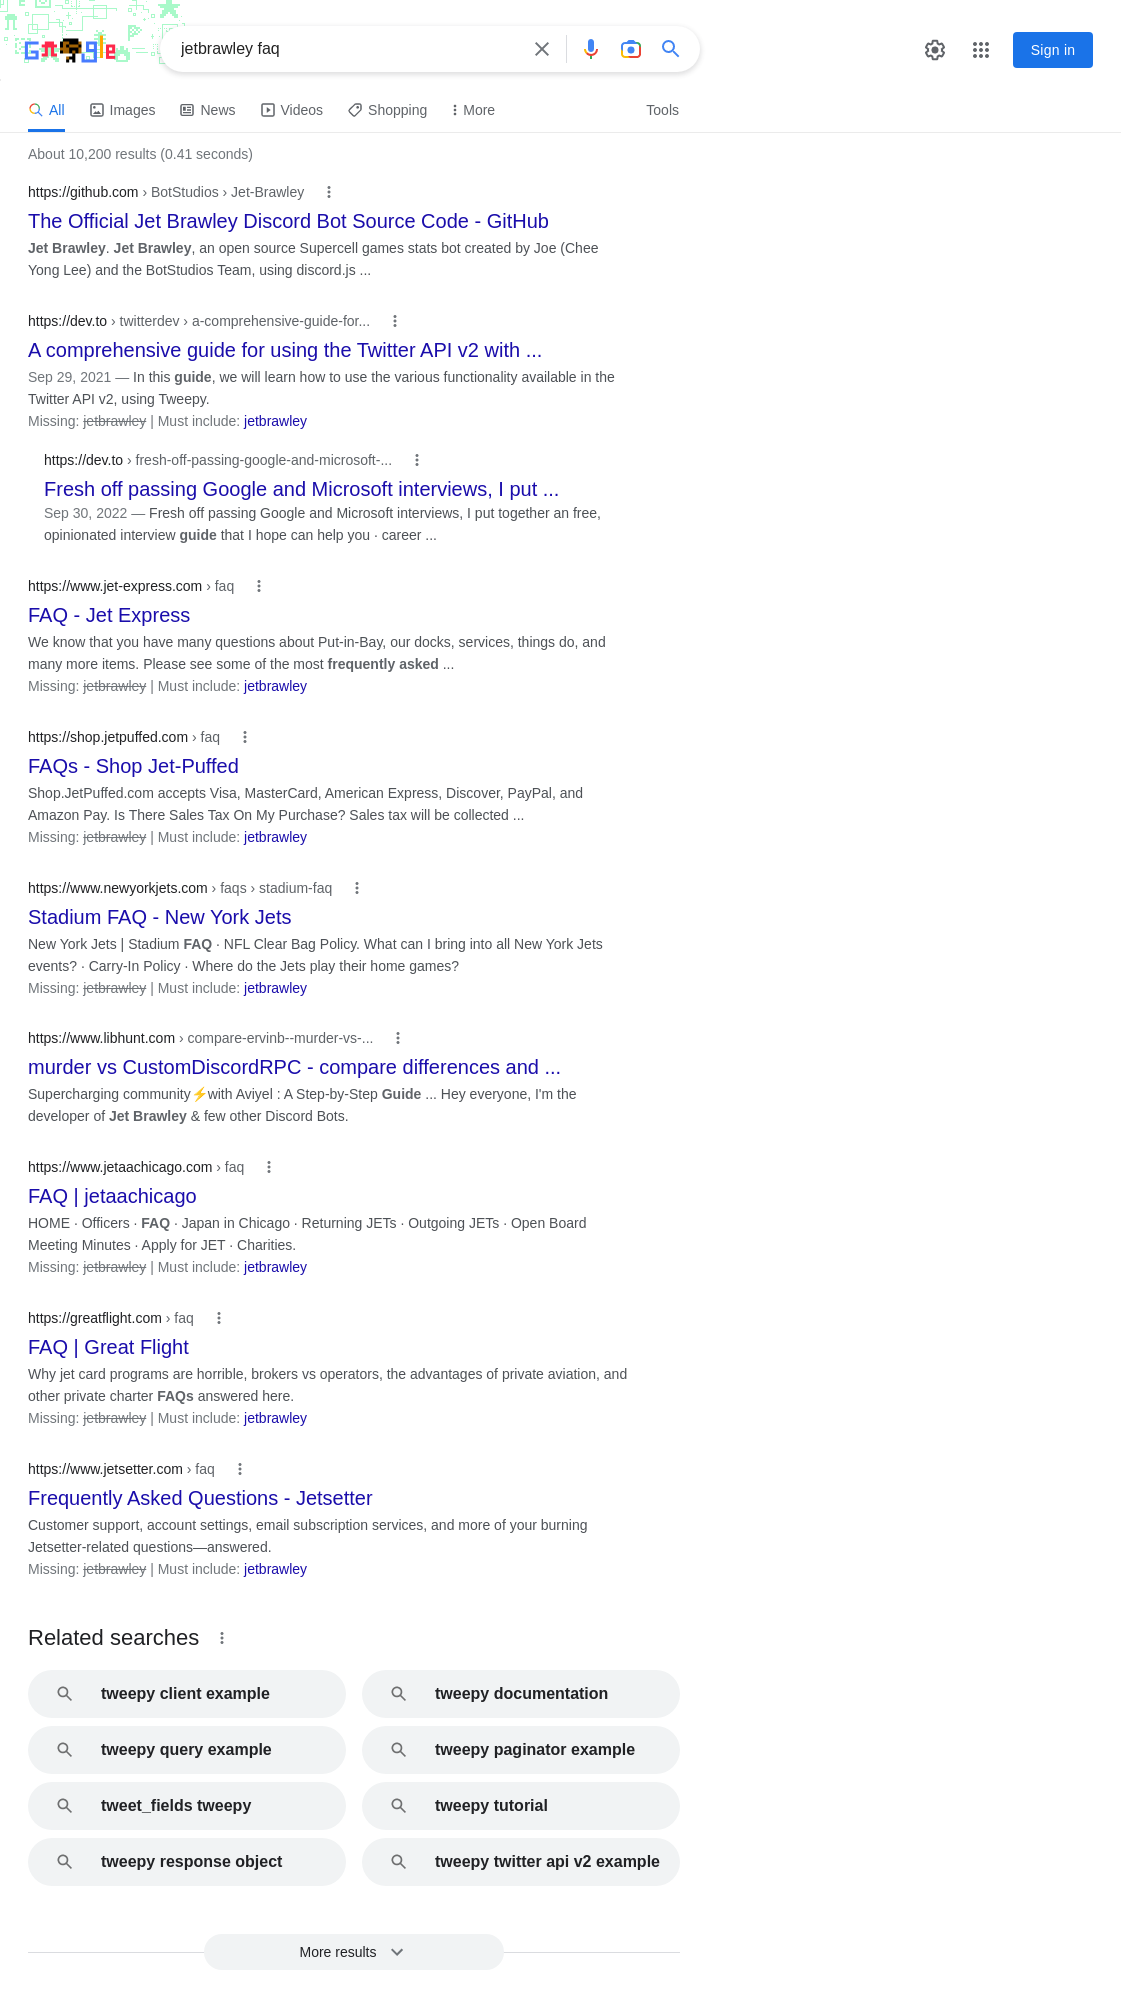 Google
jetbrawley faq
Sign in
All
Images
News
Videos
Shopping
More
Tools
About 10,200 results (0.41 seconds)
https://github.com › BotStudios › Jet-Brawley
The Official Jet Brawley Discord Bot Source Code - GitHub
Jet Brawley. Jet Brawley, an open source Supercell games stats bot created by Joe (Chee
Yong Lee) and the BotStudios Team, using discord.js ...
https://dev.to › twitterdev › a-comprehensive-guide-for...
A comprehensive guide for using the Twitter API v2 with ...
Sep 29, 2021 — In this guide, we will learn how to use the various functionality available in the
Twitter API v2, using Tweepy.
Missing: jetbrawley | Must include: jetbrawley
https://dev.to › fresh-off-passing-google-and-microsoft-...
Fresh off passing Google and Microsoft interviews, I put ...
Sep 30, 2022 — Fresh off passing Google and Microsoft interviews, I put together an free,
opinionated interview guide that I hope can help you · career ...
https://www.jet-express.com › faq
FAQ - Jet Express
We know that you have many questions about Put-in-Bay, our docks, services, things do, and
many more items. Please see some of the most frequently asked ...
Missing: jetbrawley | Must include: jetbrawley
https://shop.jetpuffed.com › faq
FAQs - Shop Jet-Puffed
Shop.JetPuffed.com accepts Visa, MasterCard, American Express, Discover, PayPal, and
Amazon Pay. Is There Sales Tax On My Purchase? Sales tax will be collected ...
Missing: jetbrawley | Must include: jetbrawley
https://www.newyorkjets.com › faqs › stadium-faq
Stadium FAQ - New York Jets
New York Jets | Stadium FAQ · NFL Clear Bag Policy. What can I bring into all New York Jets
events? · Carry-In Policy · Where do the Jets play their home games?
Missing: jetbrawley | Must include: jetbrawley
https://www.libhunt.com › compare-ervinb--murder-vs-...
murder vs CustomDiscordRPC - compare differences and ...
Supercharging community⚡with Aviyel : A Step-by-Step Guide ... Hey everyone, I'm the
developer of Jet Brawley & few other Discord Bots.
https://www.jetaachicago.com › faq
FAQ | jetaachicago
HOME · Officers · FAQ · Japan in Chicago · Returning JETs · Outgoing JETs · Open Board
Meeting Minutes · Apply for JET · Charities.
Missing: jetbrawley | Must include: jetbrawley
https://greatflight.com › faq
FAQ | Great Flight
Why jet card programs are horrible, brokers vs operators, the advantages of private aviation, and
other private charter FAQs answered here.
Missing: jetbrawley | Must include: jetbrawley
https://www.jetsetter.com › faq
Frequently Asked Questions - Jetsetter
Customer support, account settings, email subscription services, and more of your burning
Jetsetter-related questions—answered.
Missing: jetbrawley | Must include: jetbrawley
Related searches
tweepy client example
tweepy documentation
tweepy query example
tweepy paginator example
tweet_fields tweepy
tweepy tutorial
tweepy response object
tweepy twitter api v2 example
More results